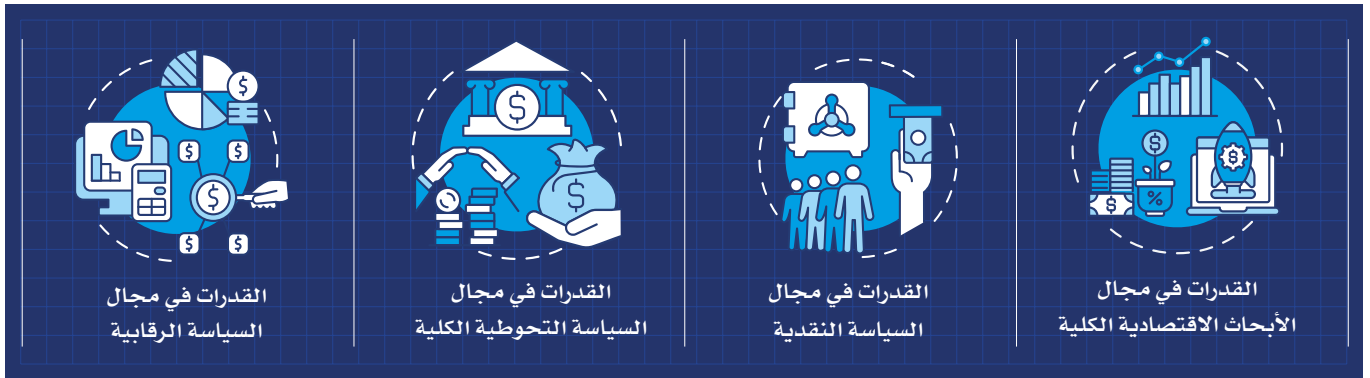 القدرات في مجال
الأبحاث الاقتصادية الكلية
القدرات في مجال
السياسة النقدية
القدرات في مجال
السياسة التحوطية الكلية
القدرات في مجال
السياسة الرقابية